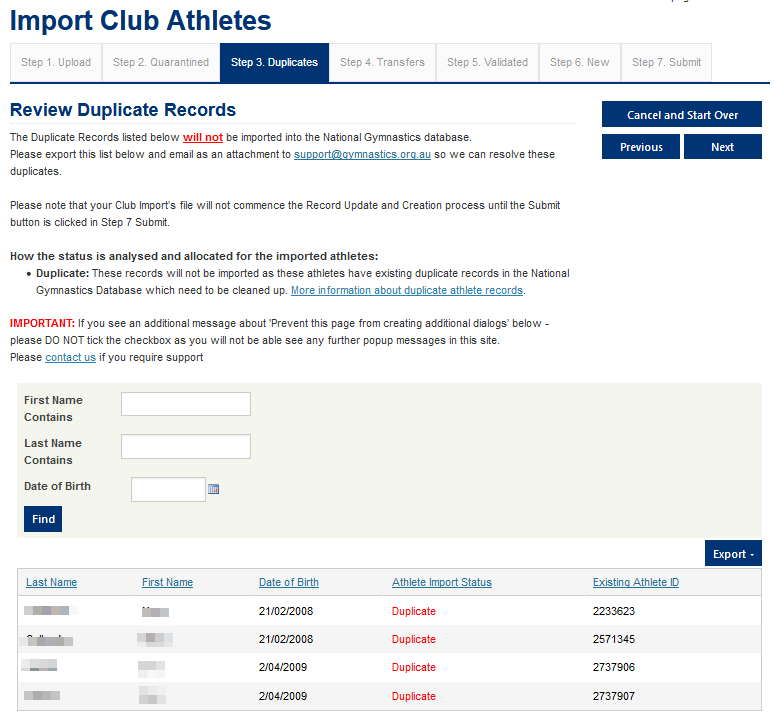 Import Club Athletes
Step 1. Upload
Step 2. Quarantined
Step 3. Duplicates
Step 4. Transfers
Step 5. Validated
Step 6. New
Step 7. Submit
Review Duplicate Records
The Duplicate Records listed below will not be imported into the National Gymnastics database.
Please export this list below and email as an attachment to support@gymnastics.org.au so we can resolve these
duplicates.
Please note that your Club Import's file will not commence the Record Update and Creation process until the Submit
button is clicked in Step 7 Submit.
How the status is analysed and allocated for the imported athletes:
• Duplicate: These records will not be imported as these athletes have existing duplicate records in the National
Gymnastics Database which need to be cleaned up. More information about duplicate athlete records.
IMPORTANT: If you see an additional message about 'Prevent this page from creating additional dialogs' below -
please DO NOT tick the checkbox as you will not be able see any further popup messages in this site.
Please contact us if you require support
Cancel and Start Over
Previous
Next
First Name
Contains
Last Name
Contains
Date of Birth
Find
Export -
Last Name First Name Date of Birth Athlete Import Status Existing Athlete ID
21/02/2008 Duplicate 2233623
21/02/2008 Duplicate 2571345
2/04/2009 Duplicate 2737906
2/04/2009 Duplicate 2737907